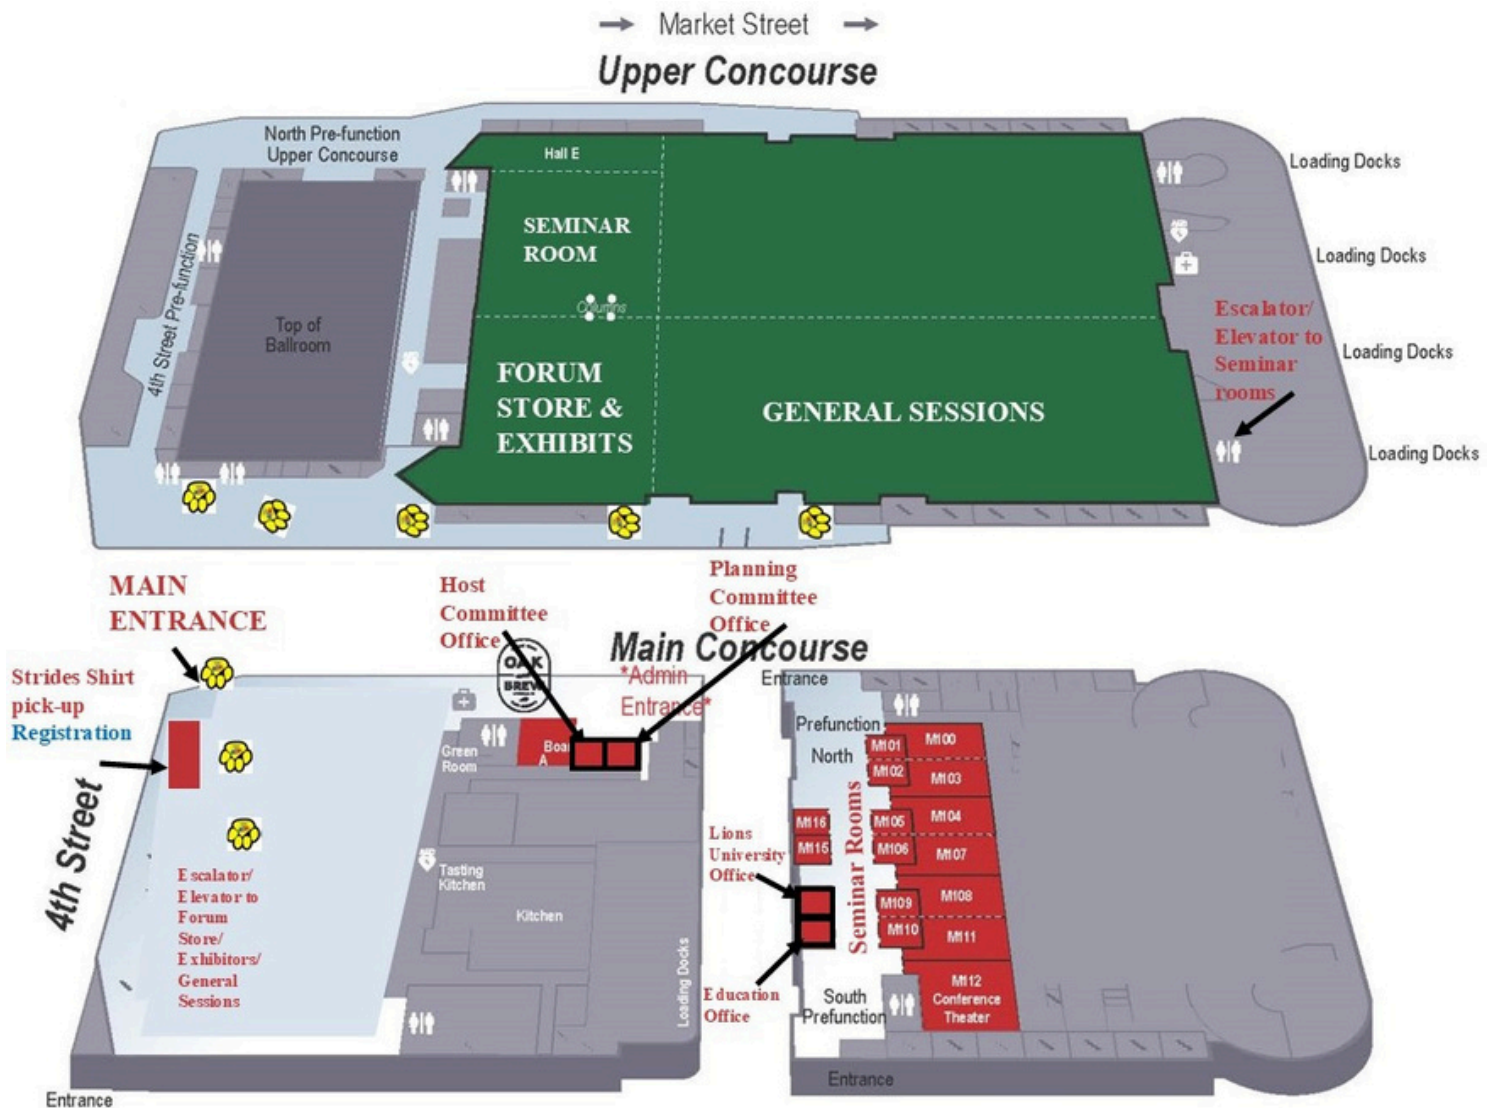 Market Street
Upper Concourse
North Pre-function
Upper Concourse
Hall E
Loading Docks
4th Street Pre-function
SEMINAR
ROOM
Loading Docks
Columns
Top of
Ballroom
Escalator/
Elevator to
Seminar
rooms
Loading Docks
FORUM
STORE &
EXHIBITS
GENERAL SESSIONS
Loading Docks
MAIN
ENTRANCE
Host
Committee
Office
Planning
Committee
Office
Main Concourse
OAK
BREW
*Admin
Entrance*
Entrance
Strides Shirt
pick-up
Registration
4th Street
Green
Room
A
Prefunction
North
M101
M100
M102
M103
Seminar Rooms
M116
M105
M104
M115
M106
M107
Lions
University
Office
Tasting
Kitchen
Kitchen
Escalator/
Elevator to
Forum
Store/
Exhibitors/
General
Sessions
M109
M108
M110
M111
Loading Docks
Education
Office
South
Prefunction
M112
Conference
Theater
Entrance
Entrance